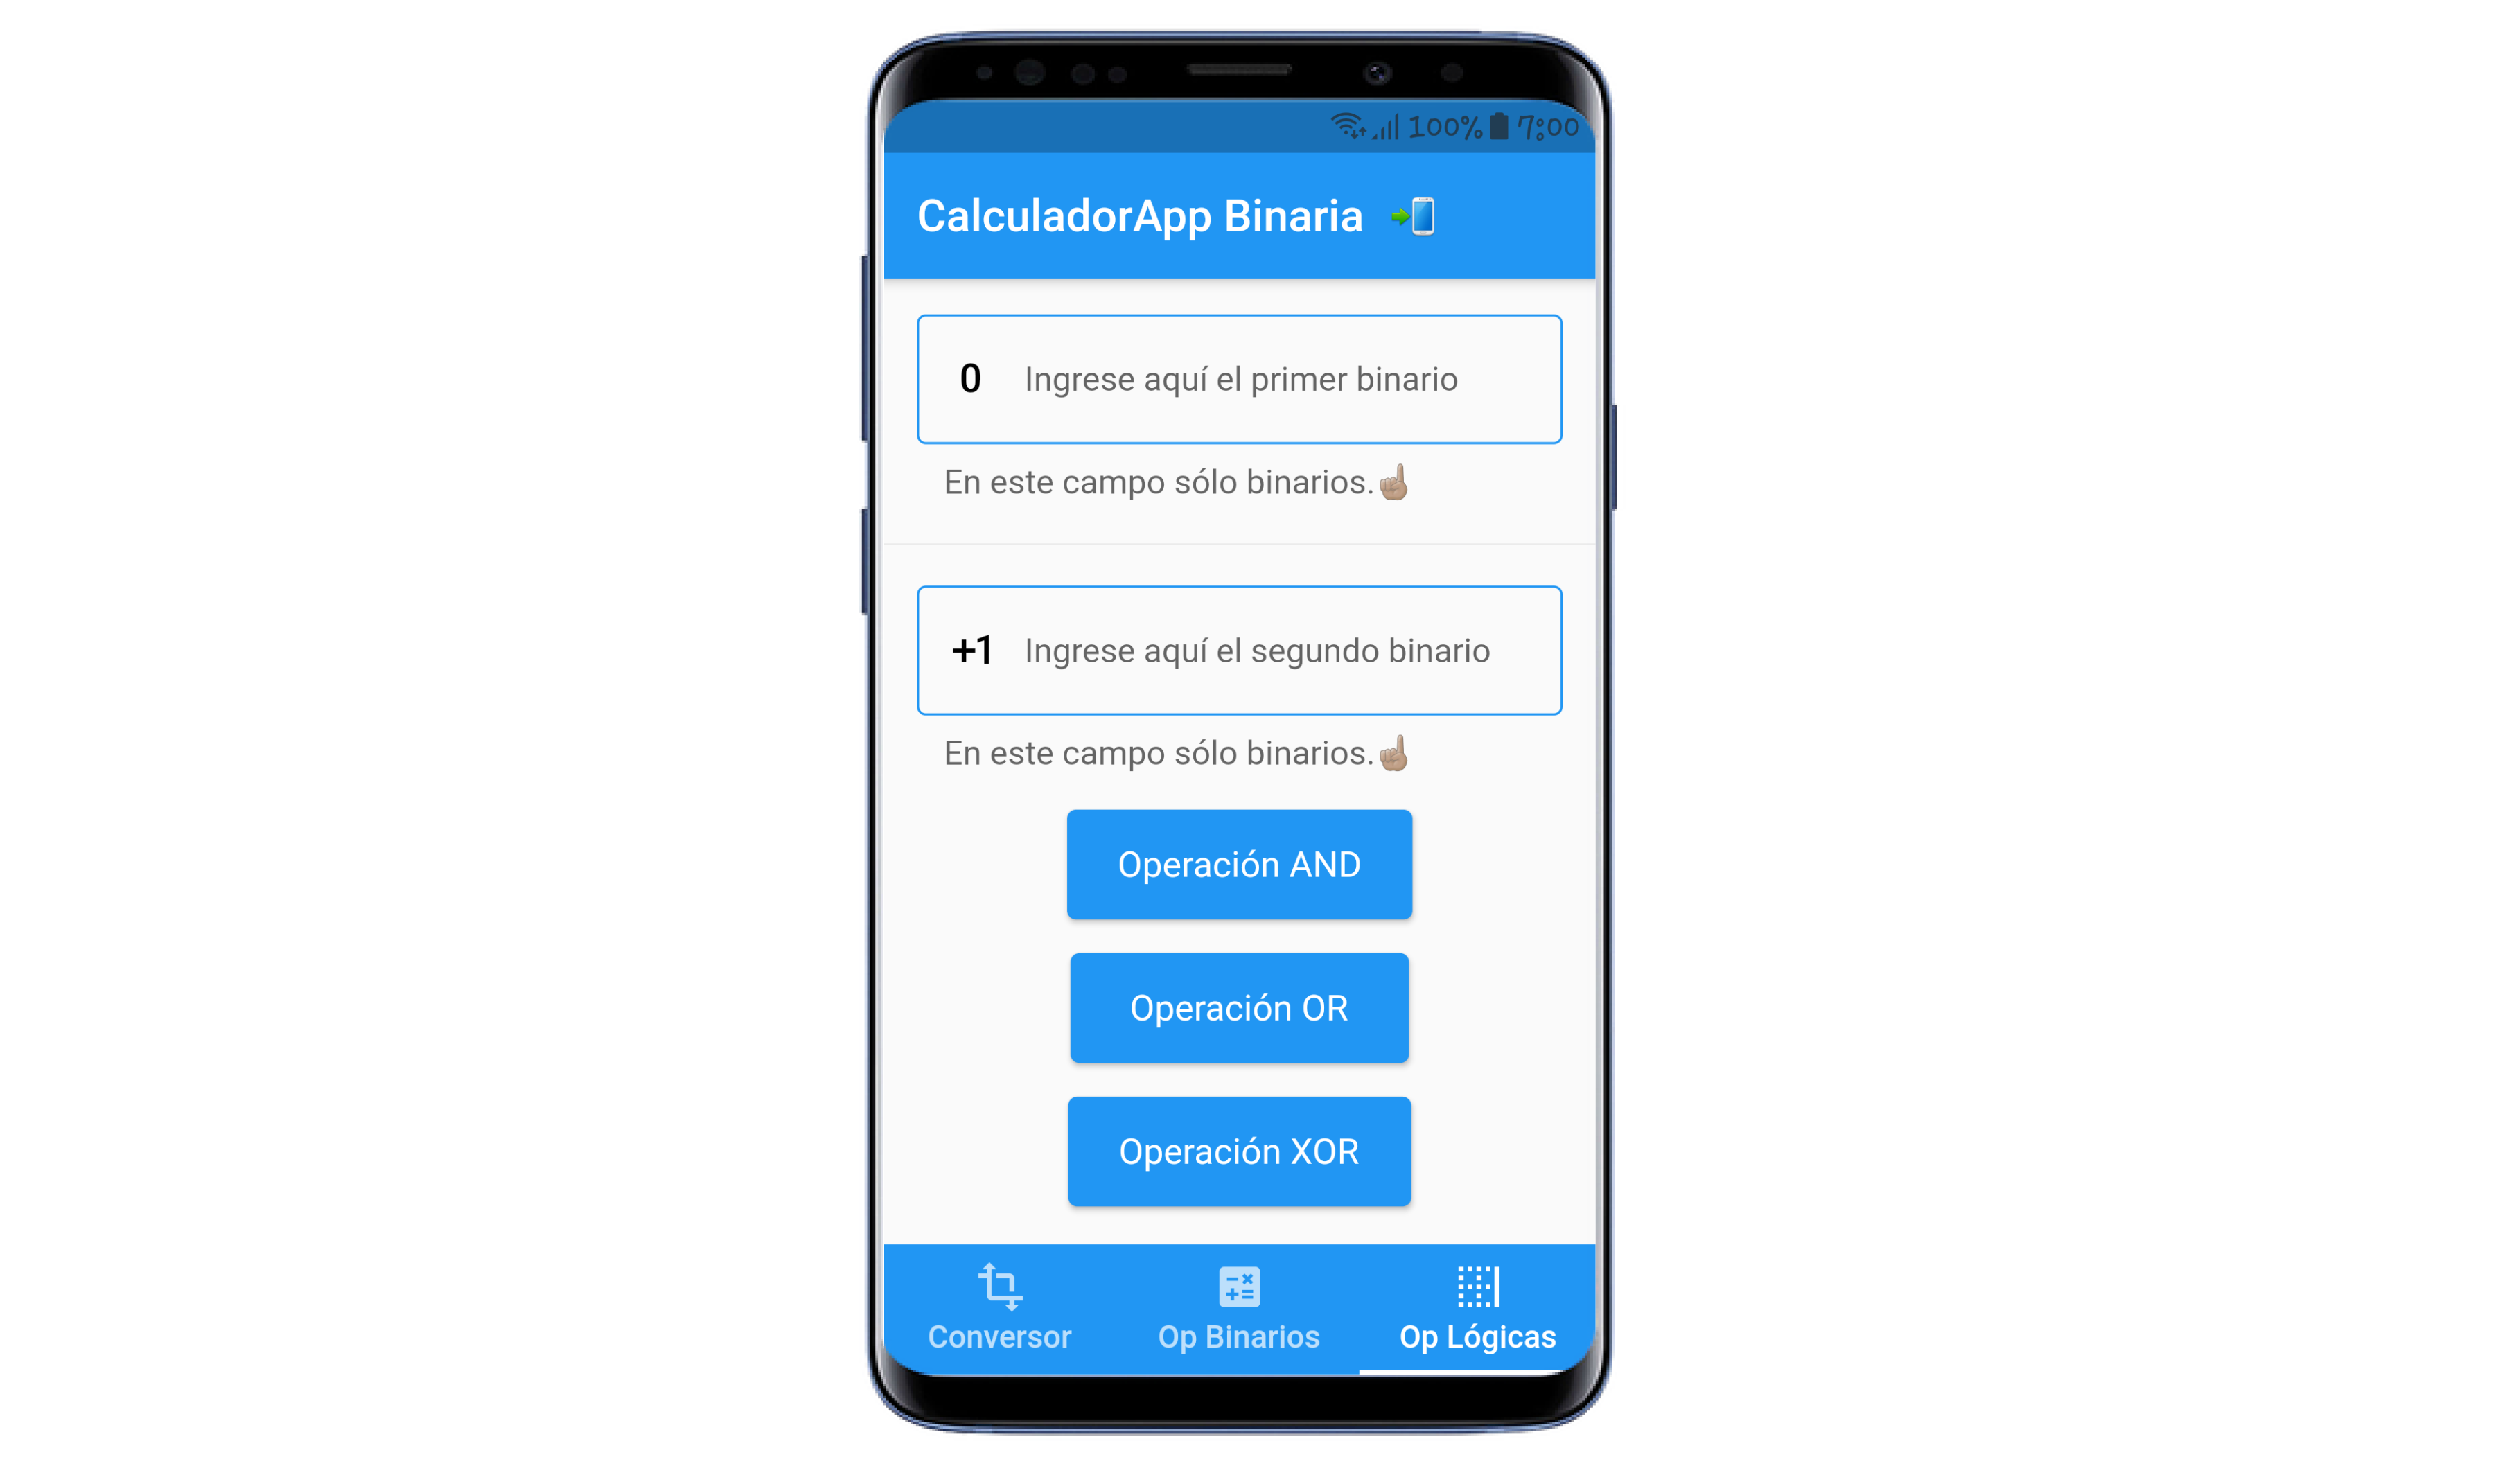 100% 7:00
CalculadorApp Binaria
0 Ingrese aquí el primer binario
En este campo sólo binarios.☝🏽
+1 Ingrese aquí el segundo binario
En este campo sólo binarios.☝🏽
Operación AND
Operación OR
Operación XOR
Conversor Op Binarios Op Lógicas